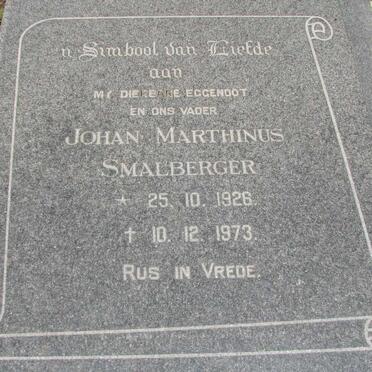 'n Simbool van Liefde
aan
MY DIERBARE EGGENOOT
EN ONS VADER
JOHAN MARTHINUS
SMALBERGER
* 25. 10. 1926.
† 10. 12. 1973.
RUS IN VREDE.